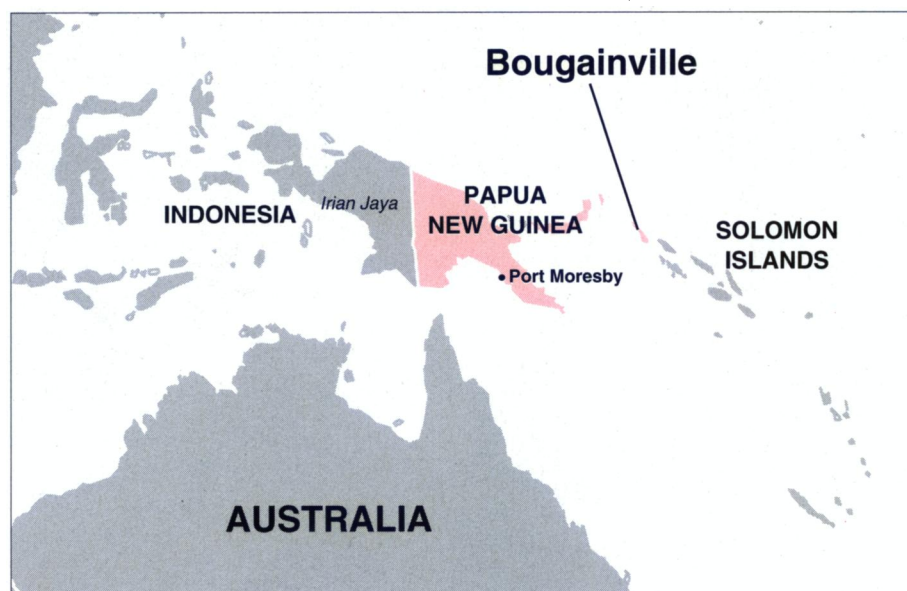 Bougainville
PAPUA
NEW GUINEA
Irian Jaya
INDONESIA
SOLOMON
ISLANDS
Port Moresby
AUSTRALIA